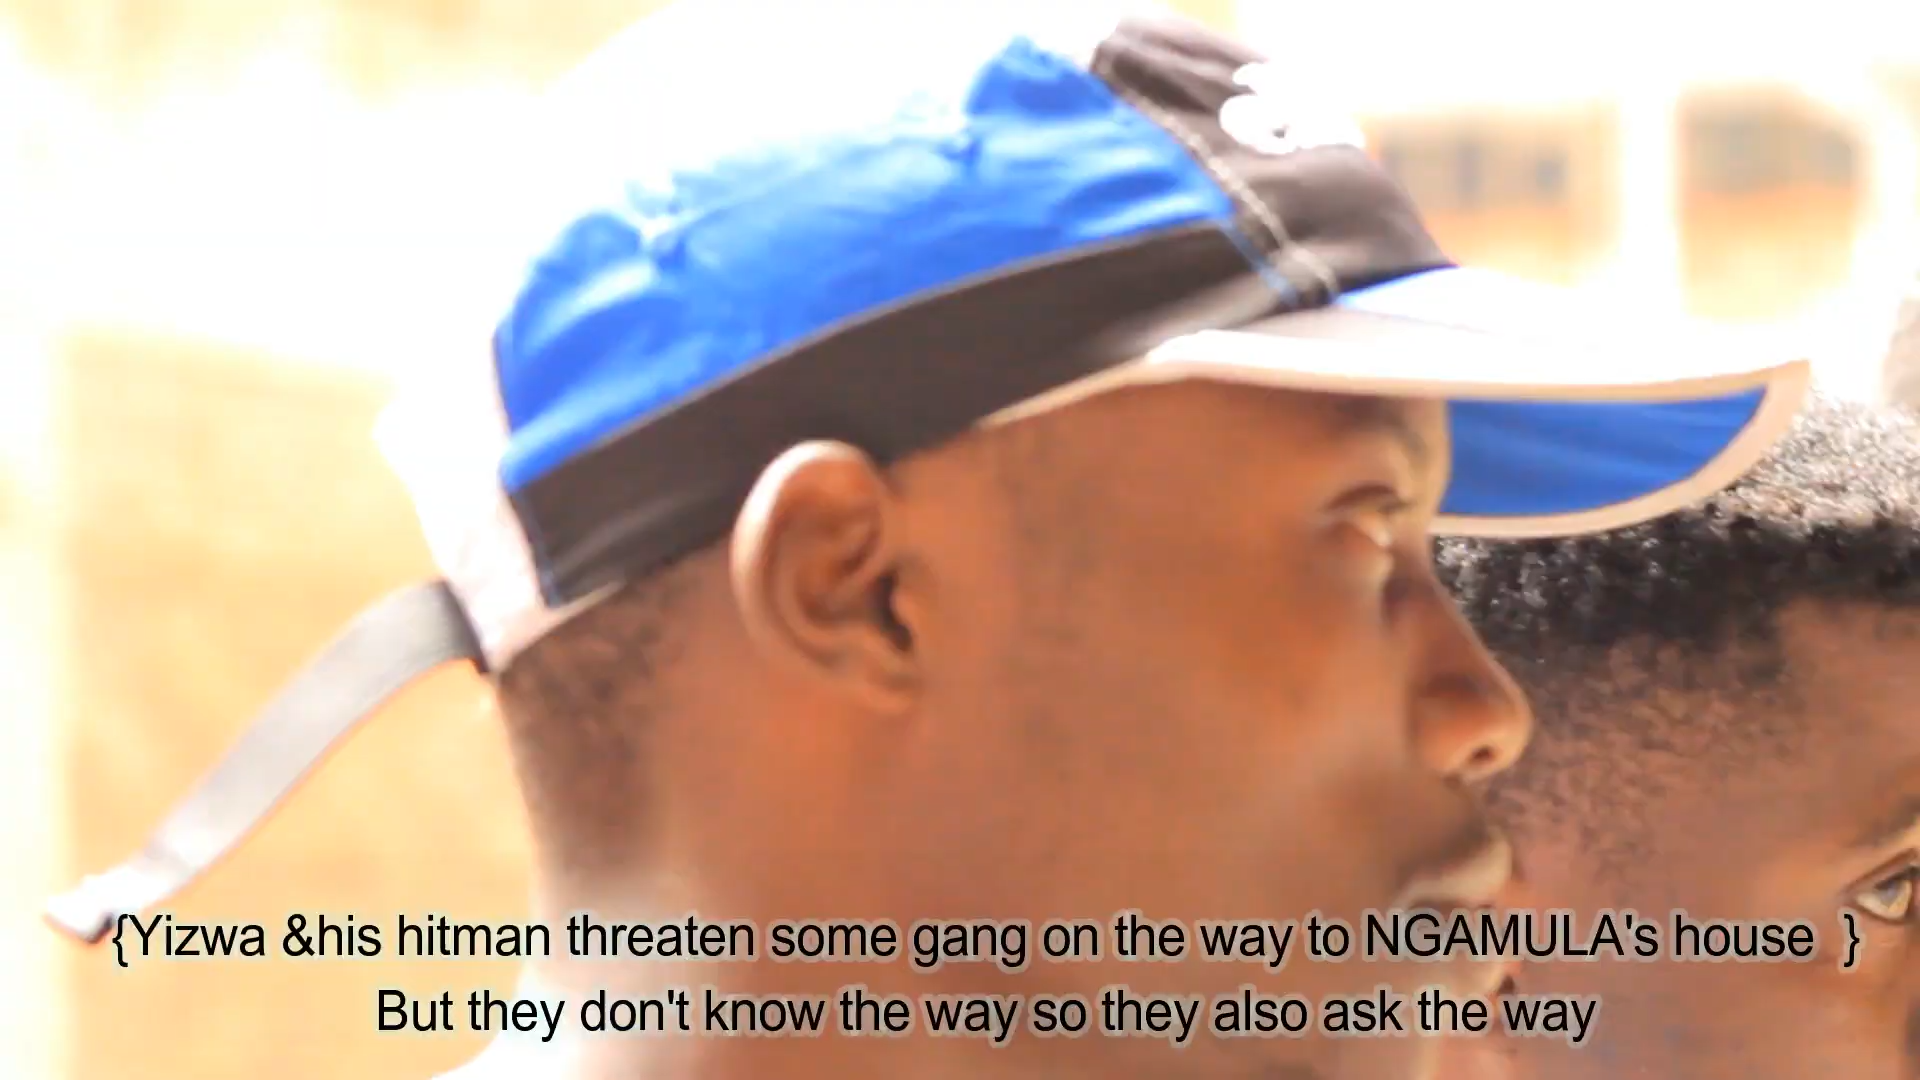 {Yizwa &his hitman threaten some gang on the way to NGAMULA's house }
But they don't know the way so they also ask the way